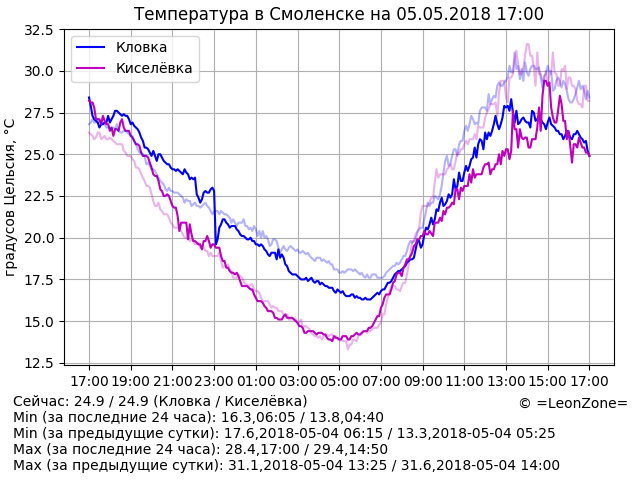 Температура в Смоленске на 05.05.2018 17:00
Кловка
Киселёвка
градусов Цельсия, °C
32.5
30.0
27.5
25.0
22.5
20.0
17.5
15.0
12.5
17:00 19:00 21:00 23:00 01:00 03:00 05:00 07:00 09:00 11:00 13:00 15:00 17:00
Сейчас: 24.9 / 24.9 (Кловка / Киселёвка)
© =LeonZone=
Min (за последние 24 часа): 16.3,06:05 / 13.8,04:40
Min (за предыдущие сутки): 17.6,2018-05-04 06:15 / 13.3,2018-05-04 05:25
Max (за последние 24 часа): 28.4,17:00 / 29.4,14:50
Max (за предыдущие сутки): 31.1,2018-05-04 13:25 / 31.6,2018-05-04 14:00